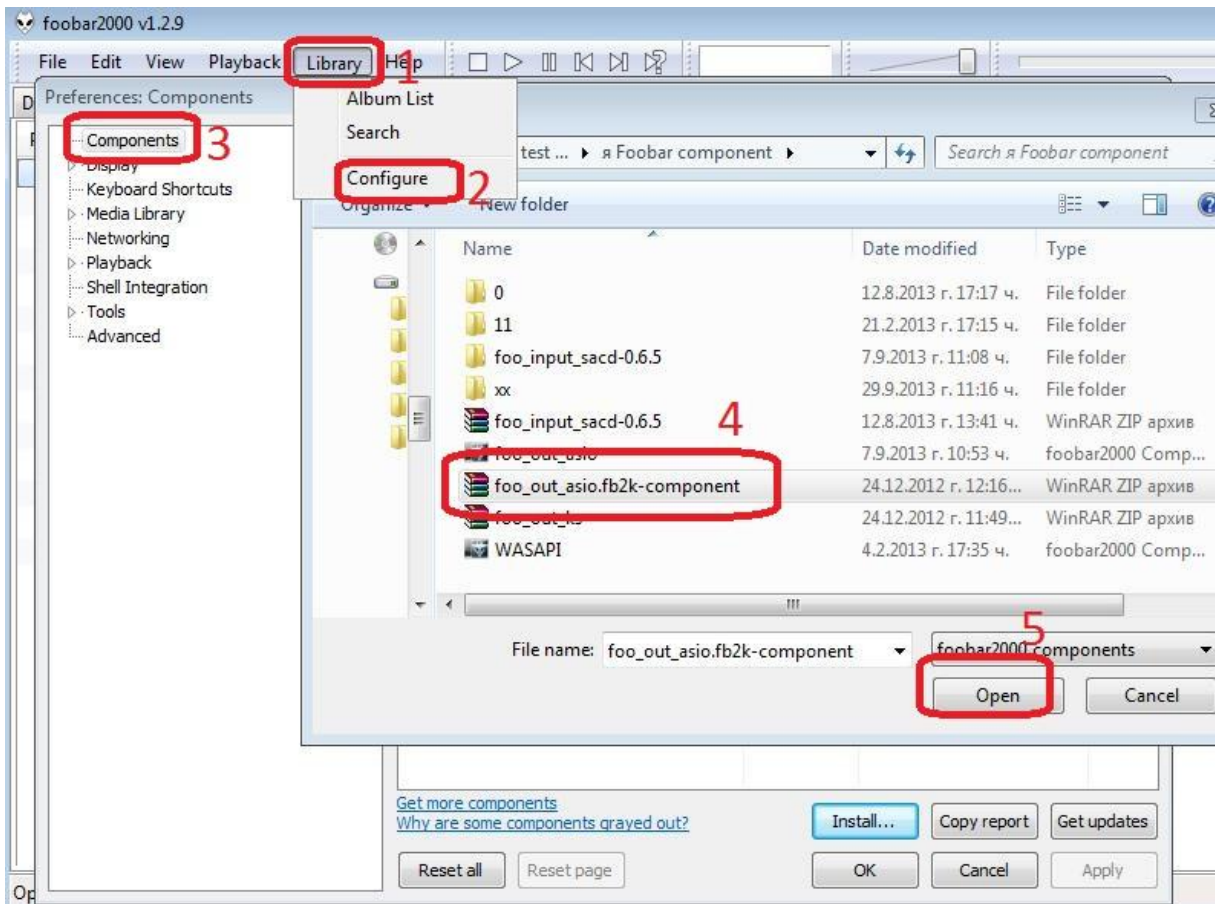 foobar2000 v1.2.9
File Edit View Playback Library Help
1
Preferences: Components
Album List
Search
Configure
2
Components
3
Display
Keyboard Shortcuts
Media Library
Networking
Playback
Shell Integration
Tools
Advanced
test ... я Foobar component
Search я Foobar component
Organize New folder
Name Date modified Type
0 12.8.2013 г. 17:17 ч. File folder
11 21.2.2013 г. 17:15 ч. File folder
foo_input_sacd-0.6.5 7.9.2013 г. 11:08 ч. File folder
xx 29.9.2013 г. 11:16 ч. File folder
foo_input_sacd-0.6.5 12.8.2013 г. 13:41 ч. WinRAR ZIP архив
4
foo_out_asio 7.9.2013 г. 10:53 ч. foobar2000 Comp...
foo_out_asio.fb2k-component 24.12.2012 г. 12:16... WinRAR ZIP архив
foo_out_ks 24.12.2012 г. 11:49... WinRAR ZIP архив
WASAPI 4.2.2013 г. 17:35 ч. foobar2000 Comp...
5
File name: foo_out_asio.fb2k-component foobar2000 components
Open Cancel
Get more components
Why are some components grayed out?
Install... Copy report Get updates
Reset all Reset page OK Cancel Apply